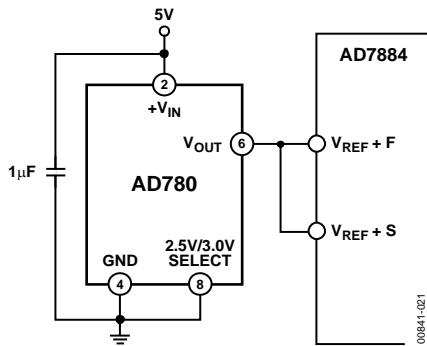 5V
AD7884
2
+VIN
VOUT
6
VREF + F
1μF
AD780
2.5V/3.0V
SELECT
GND
VREF + S
4
8
00841-021